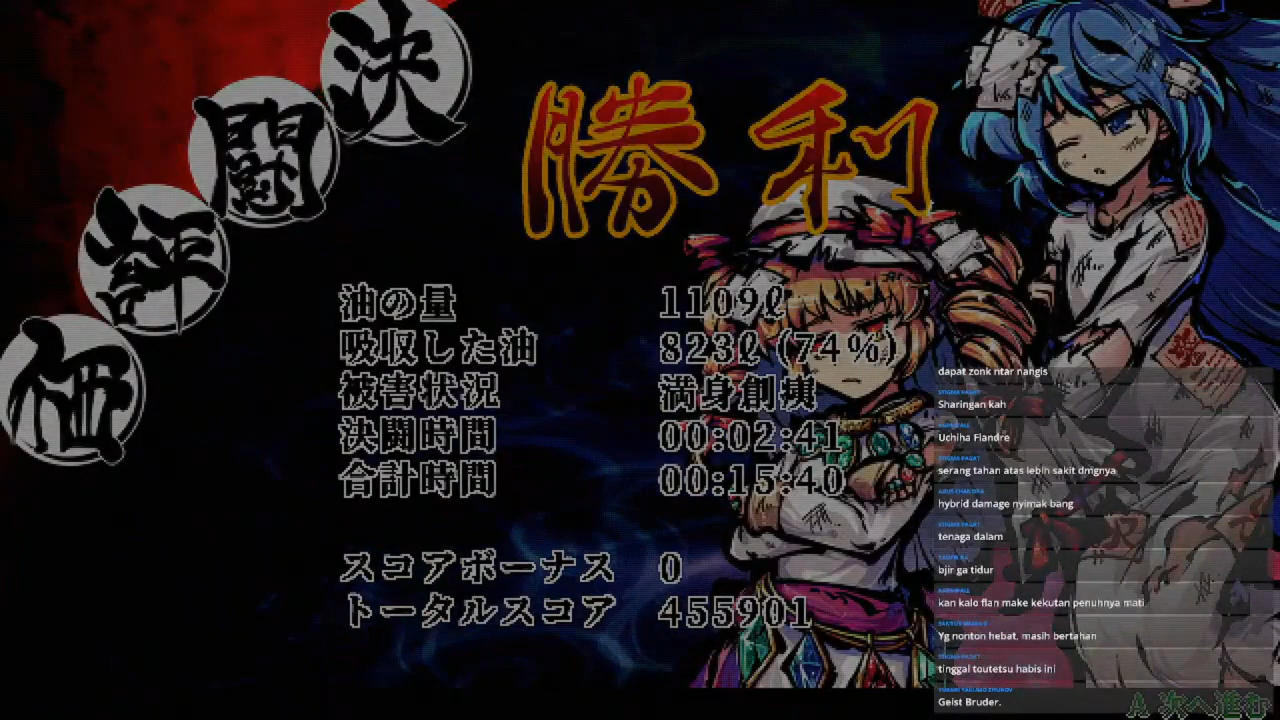 決闘評価
勝利
油の量 1109ℓ
吸収した油 823ℓ (74%)
被害状況 満身創痍
決闘時間 00:02:41
合計時間 00:15:40
スコアボーナス 0
トータルスコア 455901
dapat zonk ntar nangis
Sharingan kah
Uchiha Flandre
serang tahan atas lebih sakit dmgnya
hybrid damage nyimak bang
tenaga dalam
bjir ga tidur
kan kalo flan make kekutan penuhnya mati
Yg nonton hebat, masih bertahan
tinggal toutetsu habis ini
Geist Bruder.
A 次へ進む